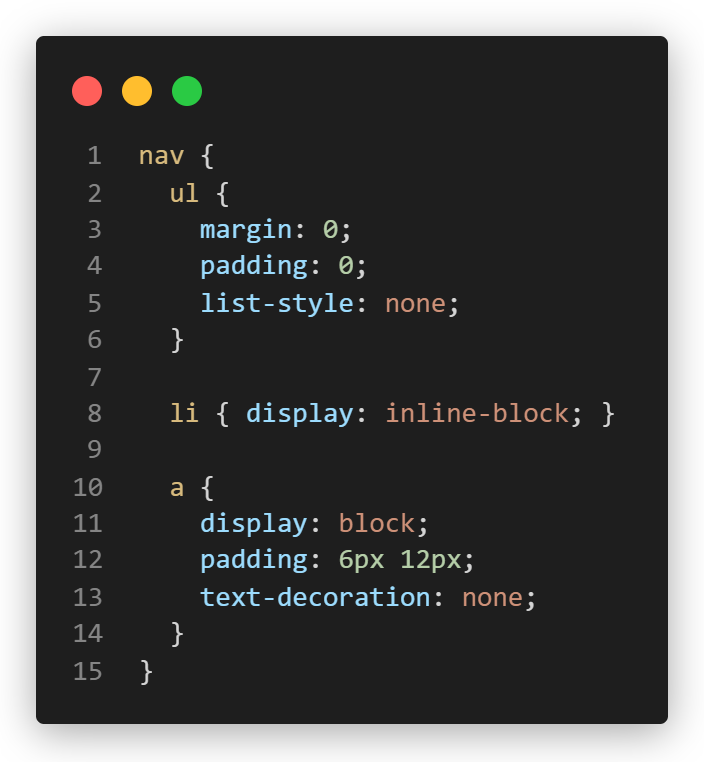 1 nav {
2   ul {
3     margin: 0;
4     padding: 0;
5     list-style: none;
6   }
7
8   li { display: inline-block; }
9
10   a {
11     display: block;
12     padding: 6px 12px;
13     text-decoration: none;
14   }
15 }